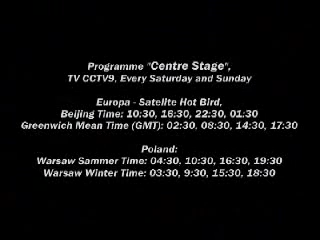 Programme "Centre Stage",
TV CCTV9, Every Saturday and Sunday
Europa - Satelite Hot Bird,
Beijing Time: 10:30, 16:30, 22:30, 01:30
Greenwich Mean Time (GMT): 02:30, 08:30, 14:30, 17:30
Poland:
Warsaw Sammer Time: 04:30, 10:30, 16:30, 19:30
Warsaw Winter Time: 03:30, 9:30, 15:30, 18:30